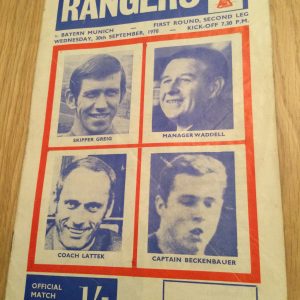 RANGERS
v. BAYERN MUNICH - FIRST ROUND, SECOND LEG
WEDNESDAY, 30th SEPTEMBER, 1970 - KICK-OFF 7.30 P.M.
SKIPPER GREIG
MANAGER WADDELL
COACH LATTEK
CAPTAIN BECKENBAUER
OFFICIAL
MATCH
1/-